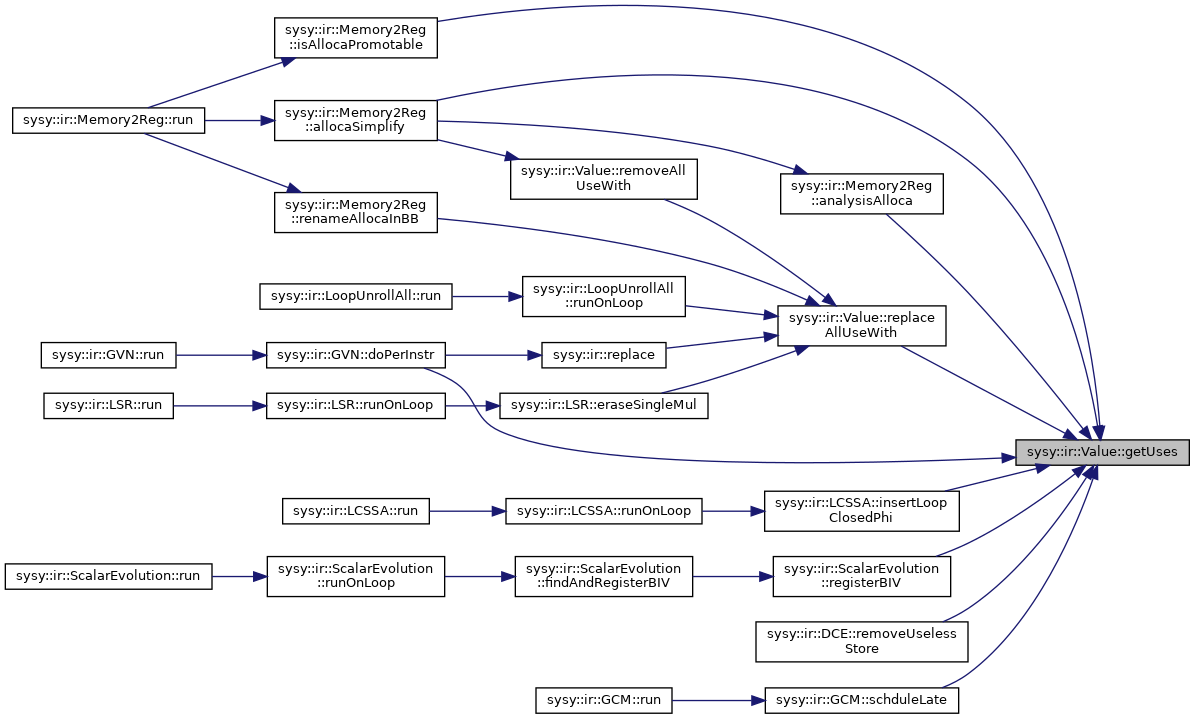 sysy::ir::Memory2Reg
::isAllocaPromotable
sysy::ir::Memory2Reg::run
sysy::ir::Memory2Reg
::allocaSimplify
sysy::ir::Value::removeAll
UseWith
sysy::ir::Memory2Reg
::analysisAlloca
sysy::ir::Memory2Reg
::renameAllocaInBB
sysy::ir::LoopUnrollAll::run
sysy::ir::LoopUnrollAll
::runOnLoop
sysy::ir::Value::replace
AllUseWith
sysy::ir::GVN::run
sysy::ir::GVN::doPerInstr
sysy::ir::replace
sysy::ir::LSR::run
sysy::ir::LSR::runOnLoop
sysy::ir::LSR::eraseSingleMul
sysy::ir::Value::getUses
sysy::ir::LCSSA::run
sysy::ir::LCSSA::runOnLoop
sysy::ir::LCSSA::insertLoop
ClosedPhi
sysy::ir::ScalarEvolution::run
sysy::ir::ScalarEvolution
::runOnLoop
sysy::ir::ScalarEvolution
::findAndRegisterBIV
sysy::ir::ScalarEvolution
::registerBIV
sysy::ir::DCE::removeUseless
Store
sysy::ir::GCM::run
sysy::ir::GCM::schduleLate